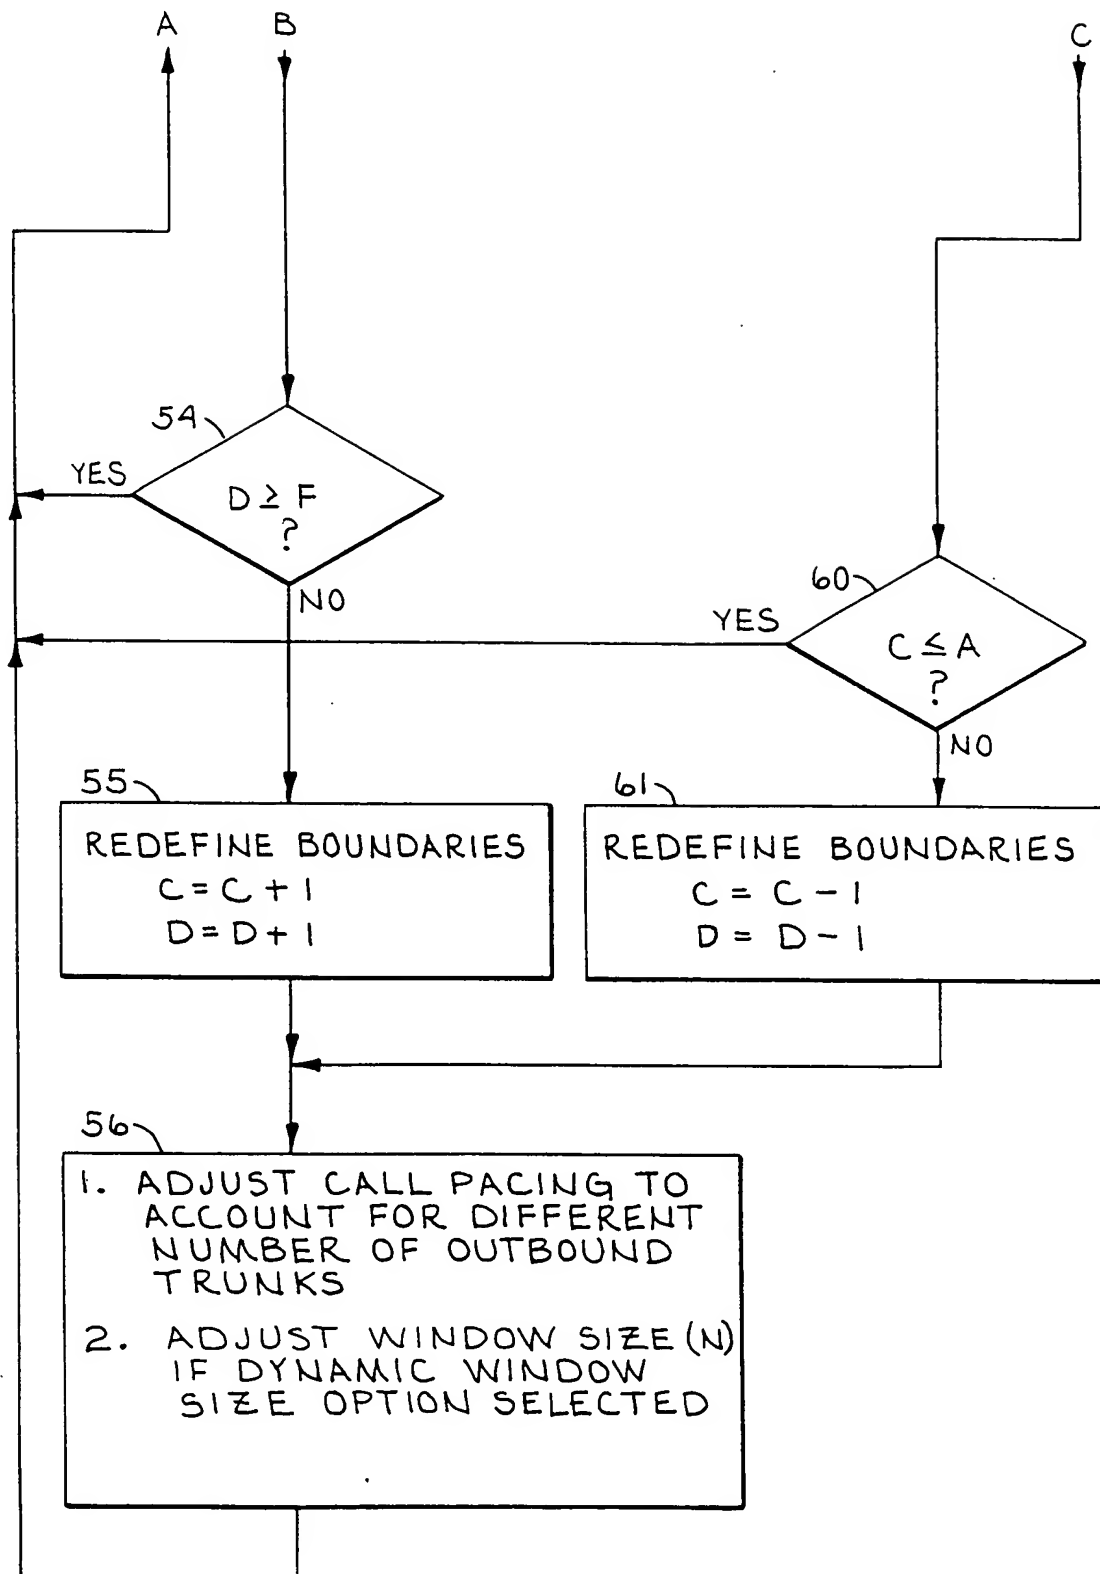 A
B
C
54
YES
D ≥ F
?
NO
60
YES
C ≤ A
?
NO
55
REDEFINE BOUNDARIES
C = C + 1
D = D + 1
61
REDEFINE BOUNDARIES
C = C - 1
D = D - 1
56
1. ADJUST CALL PACING TO
ACCOUNT FOR DIFFERENT
NUMBER OF OUTBOUND
TRUNKS
2. ADJUST WINDOW SIZE (N)
IF DYNAMIC WINDOW
SIZE OPTION SELECTED